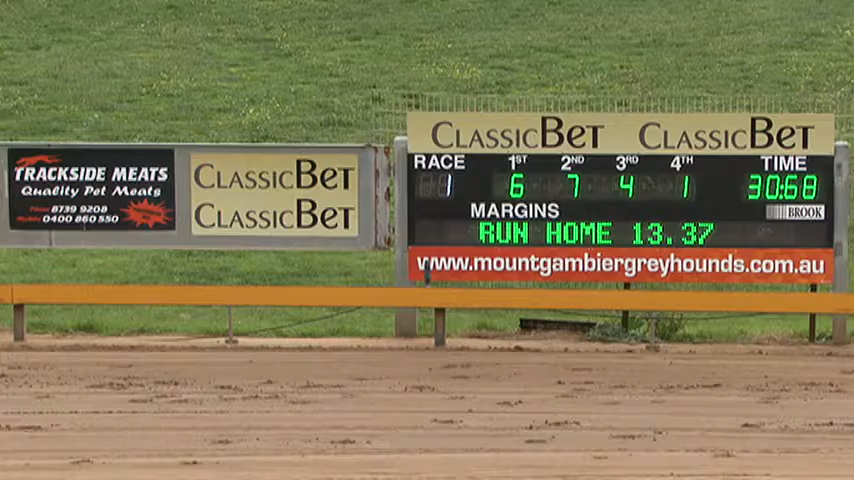 TRACKSIDE MEATS
Quality Pet Meats
Phone 8739 9208
Mobile 0400 860 550
CLASSICBET
CLASSICBET
CLASSICBET CLASSICBET
RACE 1ST 2ND 3RD 4TH TIME
1 6 7 4 1 30:68
MARGINS
BROOK
RUN HOME 13.37
www.mountgambiergreyhounds.com.au